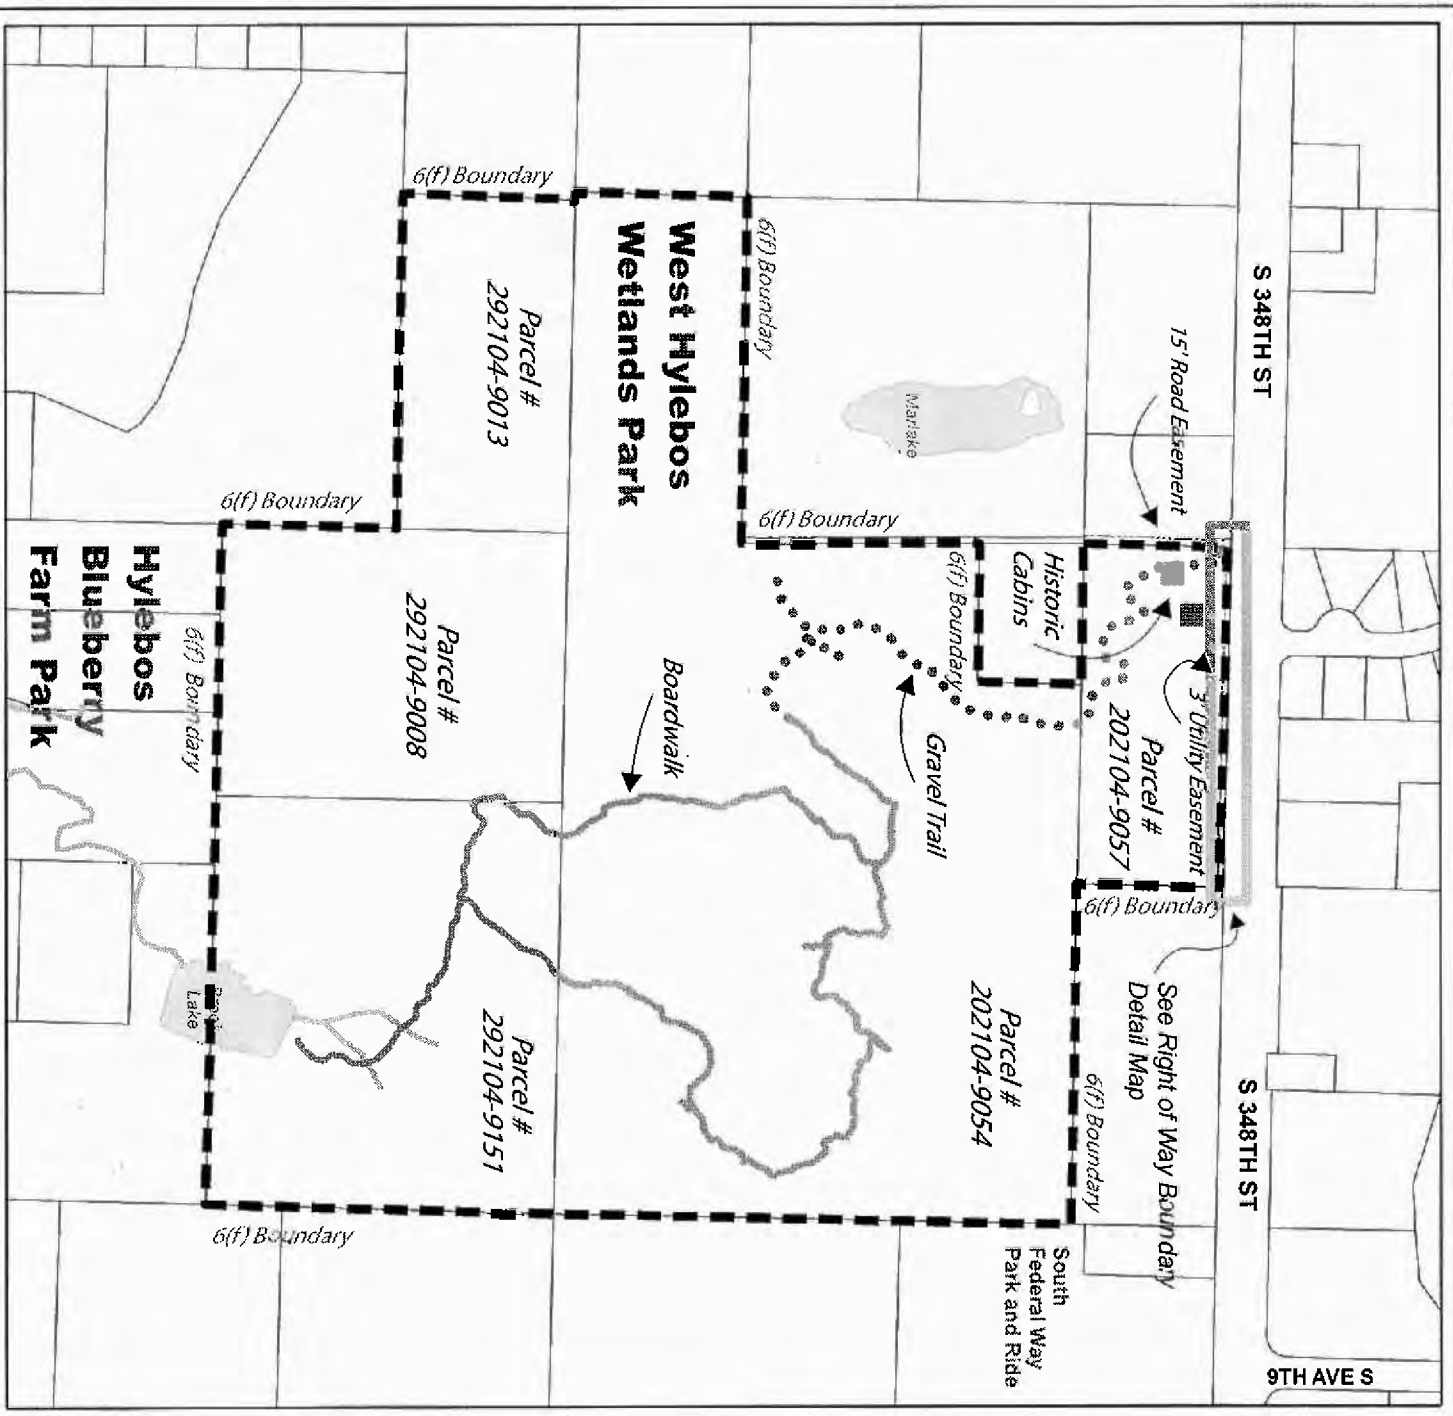 S 348TH ST
S 348TH ST
9TH AVE S
15' Road Easement
3' Utility Easement
See Right of Way Boundary
Detail Map
Parcel #
202104-9057
Historic
Cabins
6(f) Boundary
6(f) Boundary
6(f) Boundary
6(f) Boundary
6(f) Boundary
Marlake
West Hylebos
Wetlands Park
Gravel Trail
Boardwalk
Parcel #
202104-9054
South
Federal Way
Park and Ride
6(f) Boundary
Parcel #
292104-9013
Parcel #
292104-9008
Parcel #
292104-9151
6(f) Boundary
6(f) Boundary
6(f) Boundary
Lake
Hylebos
Blueberry
Farm Park